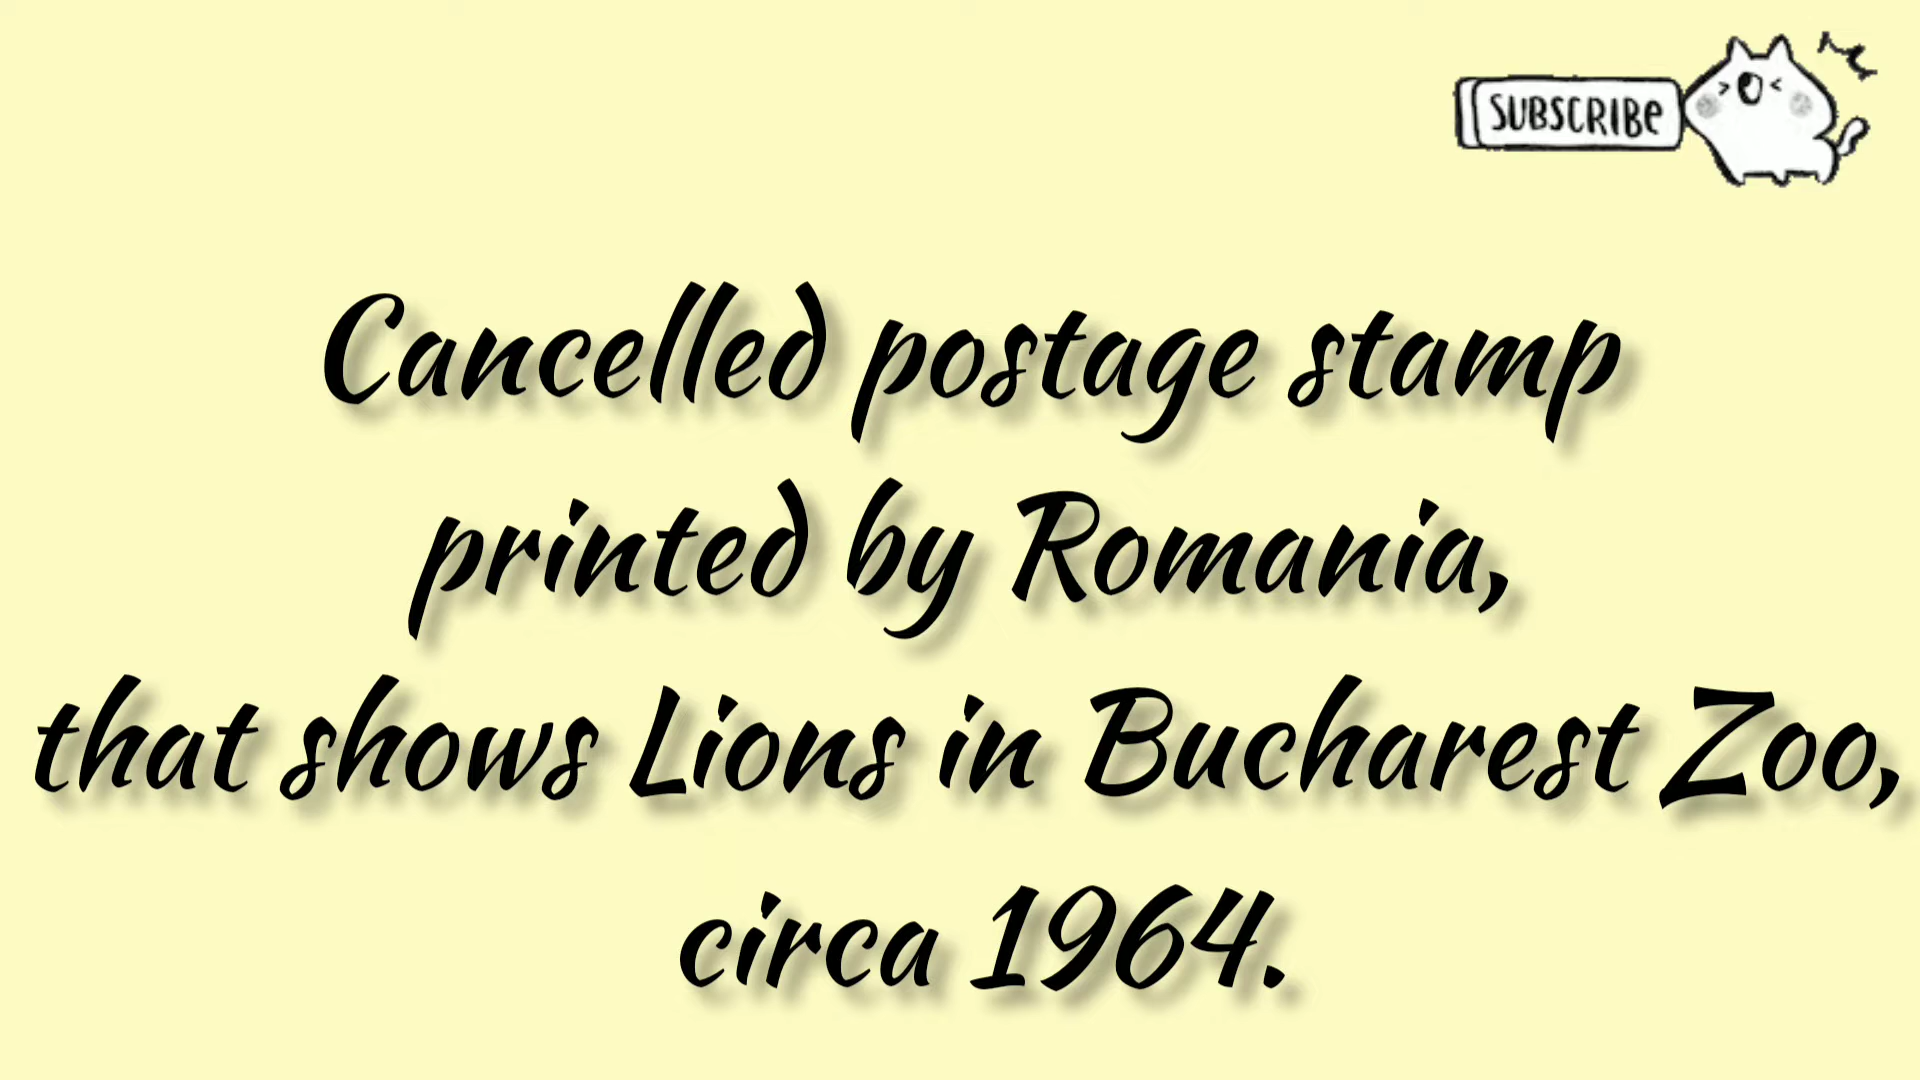 SUBSCRIBe
Cancelled postage stamp
printed by Romania,
that shows Lions in Bucharest Zoo,
circa 1964.